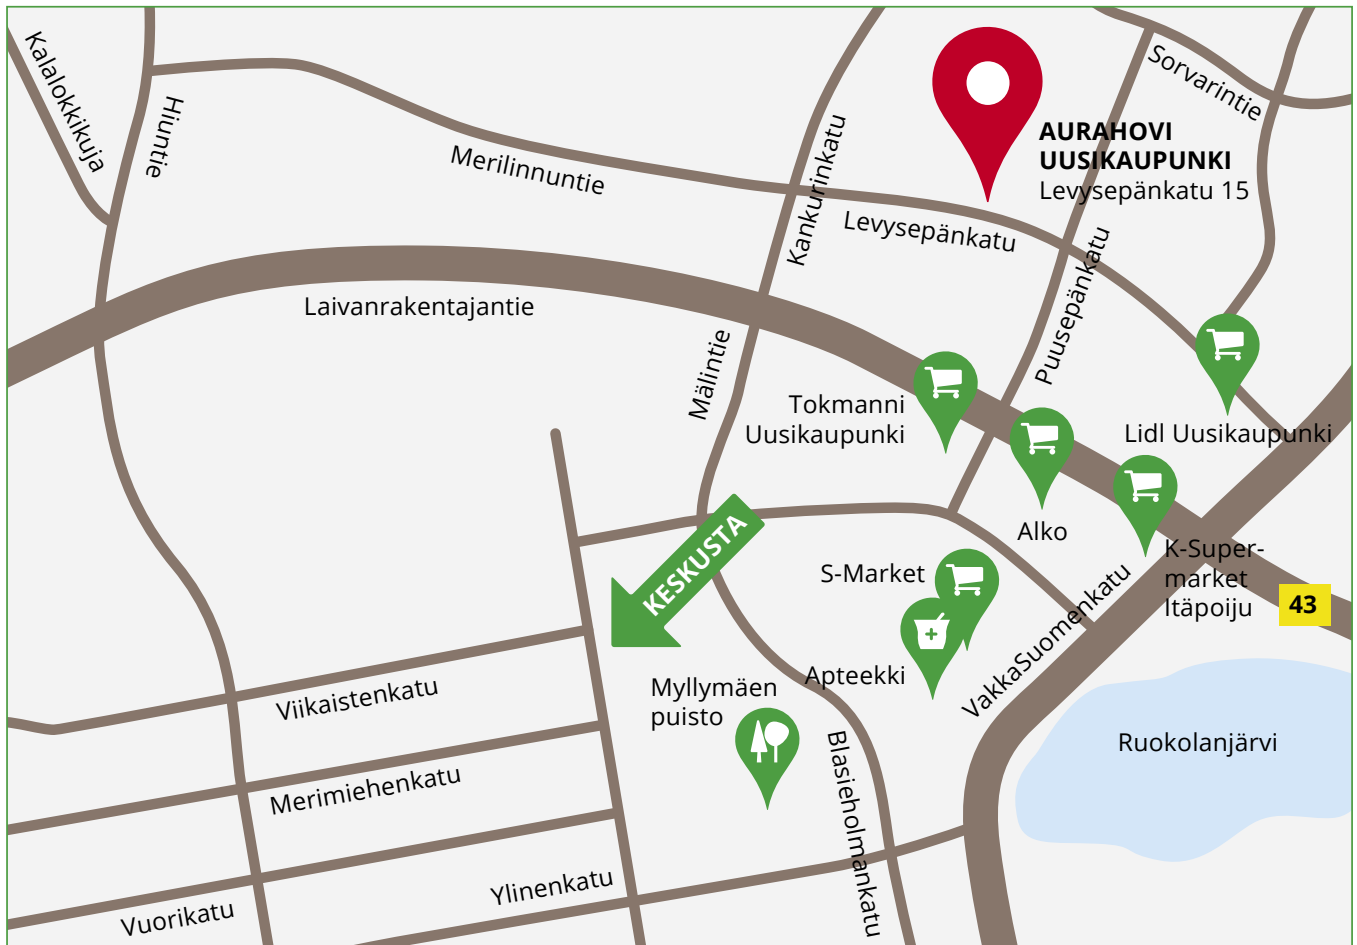 Kalalokkikuja
Hiuntie
Merilinnuntie
Kankurinkatu
Sorvarintie
AURAHOVI
UUSIKAUPUNKI
Levysepänkatu 15
Levysepänkatu
Puusepänkatu
Laivanrakentajantie
Mälintie
Tokmanni
Uusikaupunki
Lidl Uusikaupunki
Alko
K-Super-
market
Itäpoiju
43
KESKUSTA
S-Market
Apteekki
VakkaSuomenkatu
Myllymäen
puisto
Viikaistenkatu
Merimiehenkatu
Blasieholmankatu
Ruokolanjärvi
Ylinenkatu
Vuorikatu